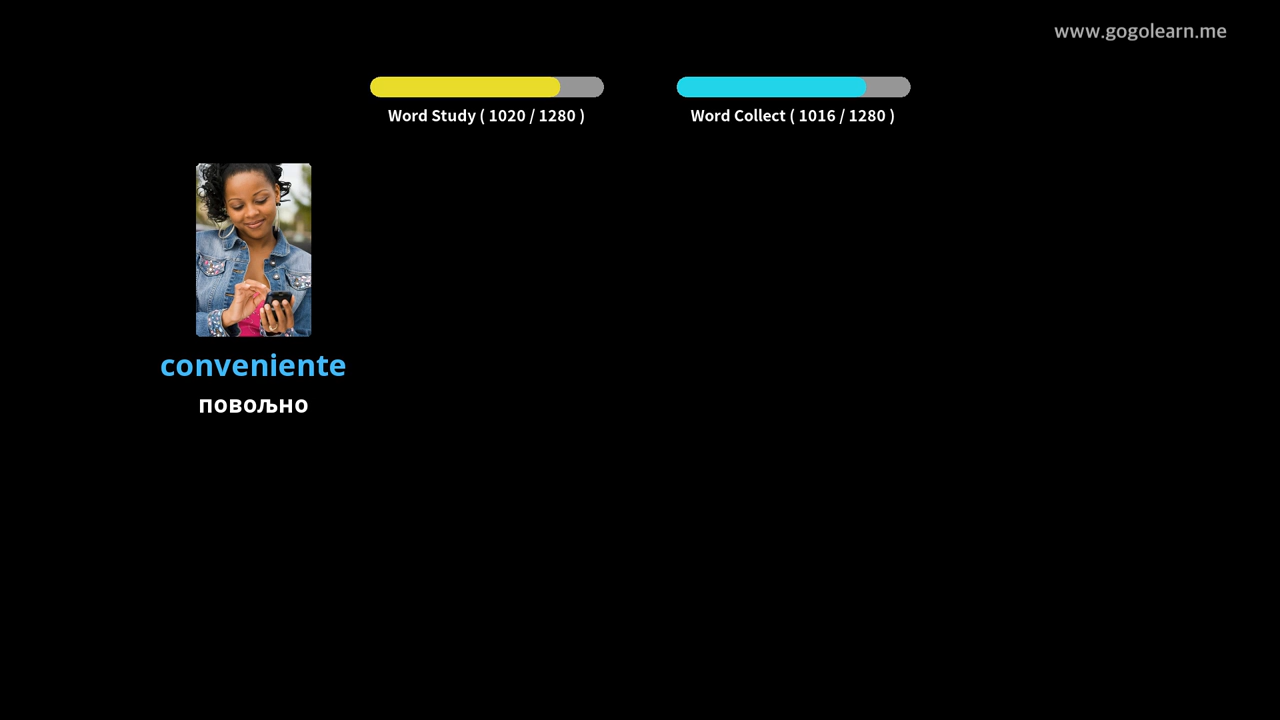 www.gogolearn.me
Word Study ( 1020 / 1280 )
Word Collect ( 1016 / 1280 )
conveniente
повољно